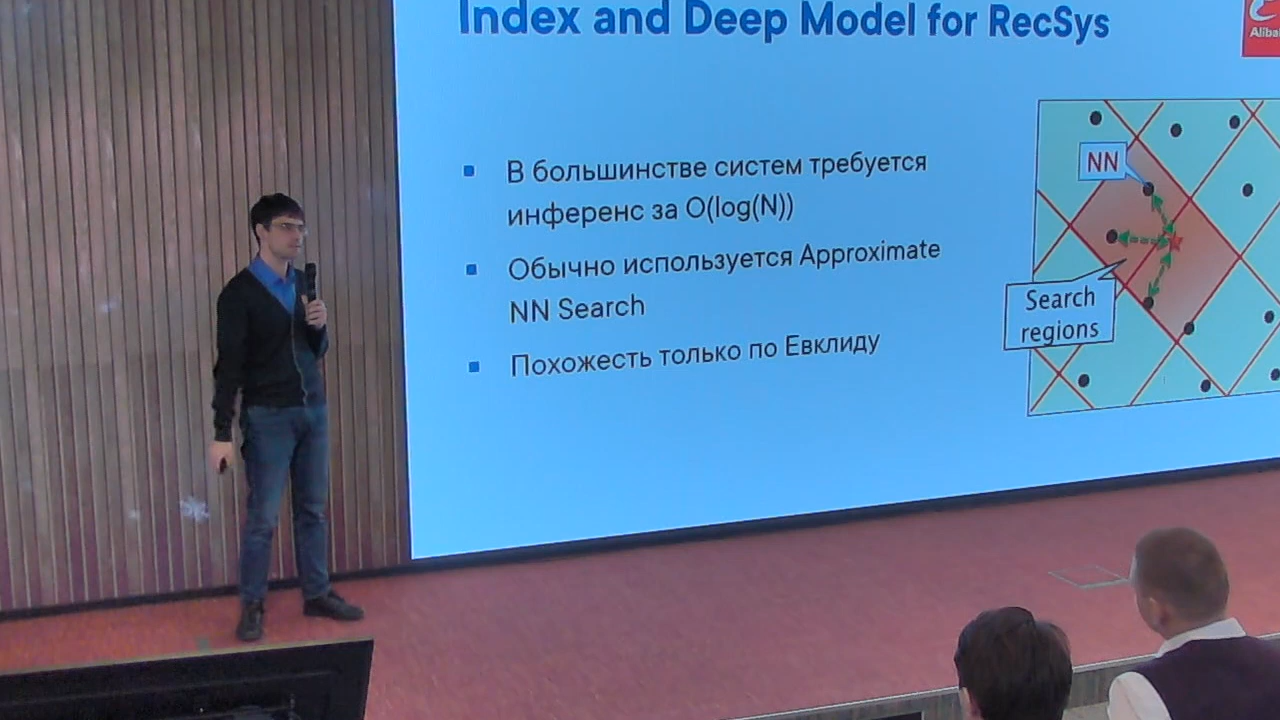 Index and Deep Model for RecSys
В большинстве систем требуется
инференс за O(log(N))
Обычно используется Approximate
NN Search
Похожесть только по Евклиду
NN
Search
regions